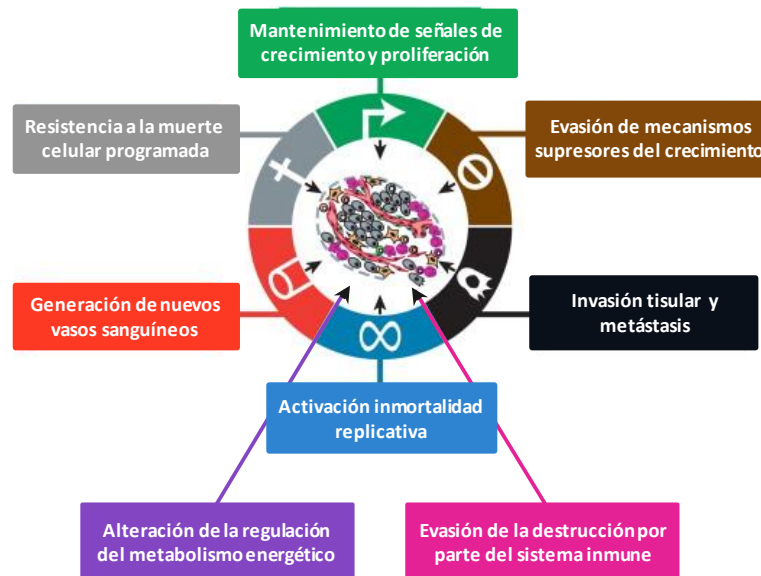 Mantenimiento de señales de
crecimiento y proliferación
Resistencia a la muerte
celular programada
Evasión de mecanismos
supresores del crecimiento
Generación de nuevos
vasos sanguíneos
Invasión tisular y
metástasis
Activación inmortalidad
replicativa
Alteración de la regulación
del metabolismo energético
Evasión de la destrucción por
parte del sistema inmune